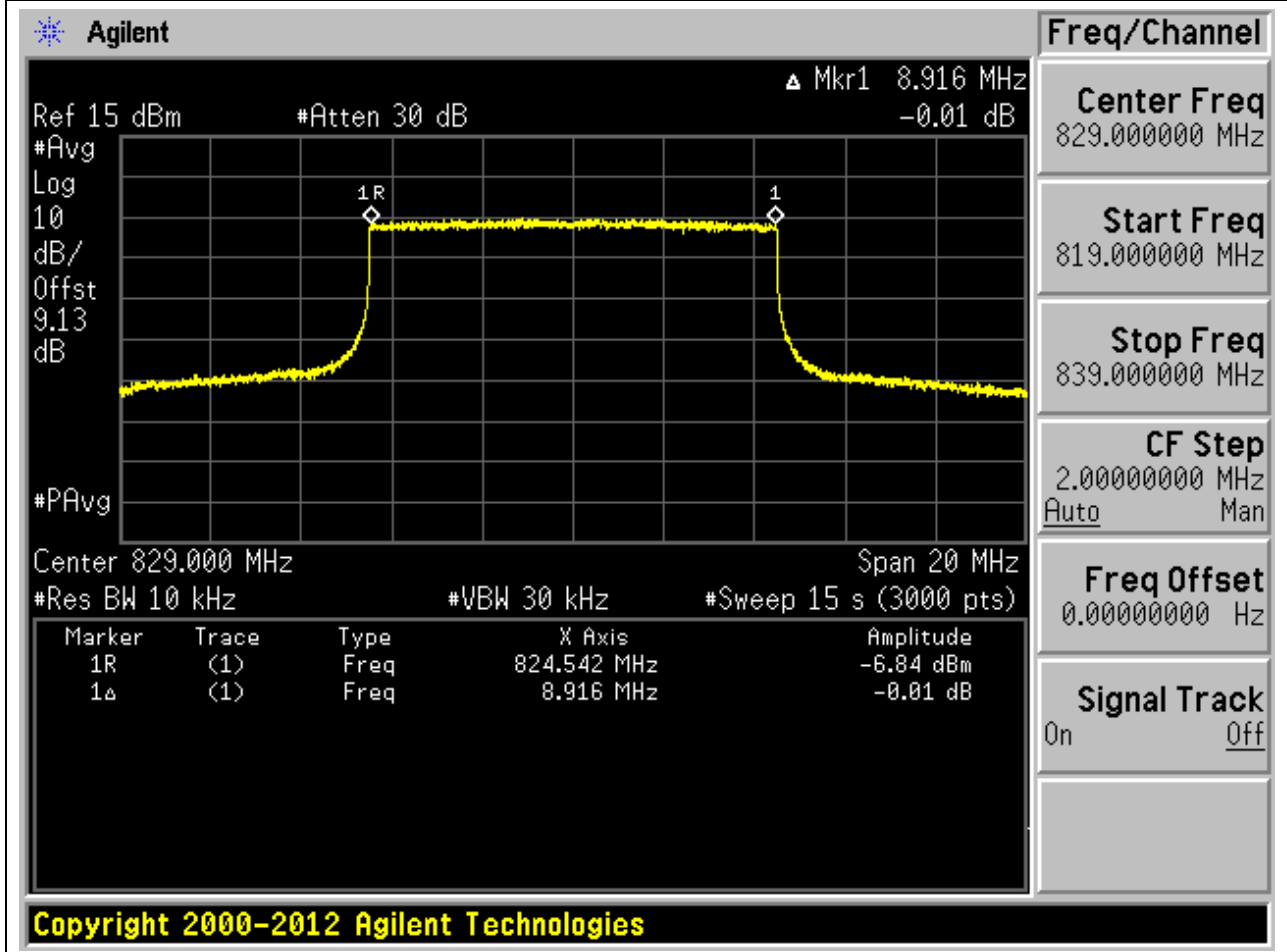 Agilent
Freq/Channel
Δ Mkr1 8.916 MHz
Ref 15 dBm #Atten 30 dB -0.01 dB
#Avg
Log
10
dB/
Offst
9.13
dB
1R 1
#PAvg
Center 829.000 MHz Span 20 MHz
#Res BW 10 kHz #VBW 30 kHz #Sweep 15 s (3000 pts)
Marker Trace Type X Axis Amplitude
1R (1) Freq 824.542 MHz -6.84 dBm
1Δ (1) Freq 8.916 MHz -0.01 dB
Center Freq
829.000000 MHz
Start Freq
819.000000 MHz
Stop Freq
839.000000 MHz
CF Step
2.00000000 MHz
Auto Man
Freq Offset
0.00000000 Hz
Signal Track
On Off
Copyright 2000-2012 Agilent Technologies